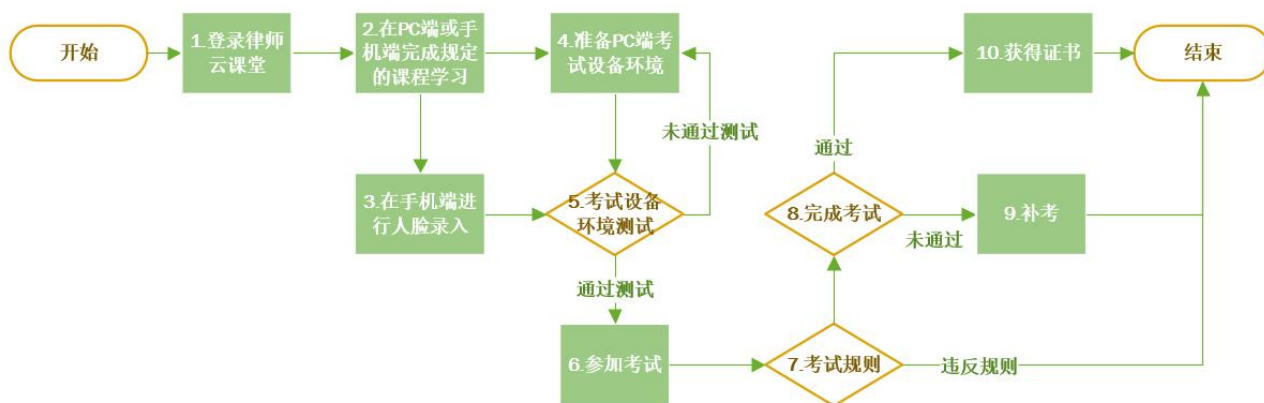 开始
1.登录律师
云课堂
2.在PC端或手
机端完成规定
的课程学习
4.准备PC端考
试设备环境
10.获得证书
结束
未通过测试
通过
3.在手机端进
行人脸录入
5.考试设备
环境测试
8.完成考试
9.补考
未通过
通过测试
6.参加考试
7.考试规则
违反规则